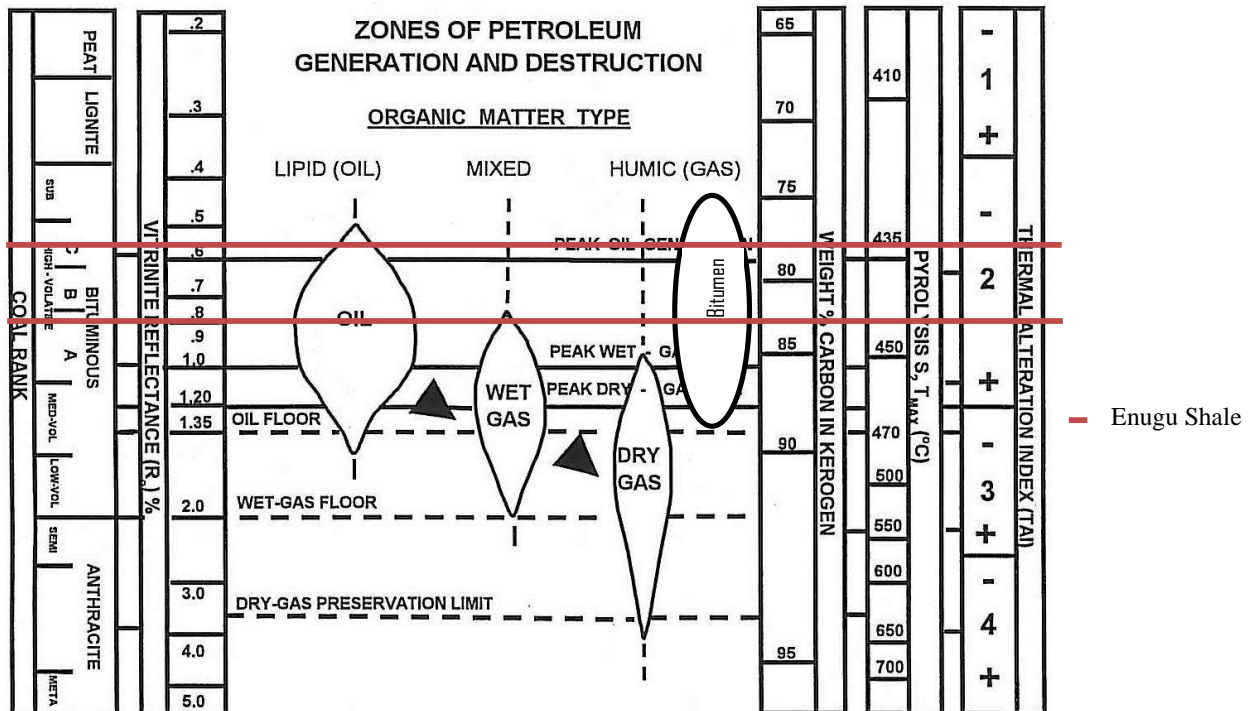 ZONES OF PETROLEUM
GENERATION AND DESTRUCTION
ORGANIC MATTER TYPE
LIPID (OIL)
MIXED
HUMIC (GAS)
COAL RANK
PEAT
LIGNITE
SUB
HIGH - VOLATILE
C
B
A
BITUMINOUS
MED-VOL
LOW-VOL
SEMI
ANTHRACITE
META
VITRINITE REFLECTANCE (Ro) %
.2
.3
.4
.5
.6
.7
.8
.9
1.0
1.20
1.35
2.0
3.0
4.0
5.0
PEAK OIL GEN
N
OIL
PEAK WET - GA
PEAK DRY - GA
WET
GAS
DRY
GAS
Bitumen
OIL FLOOR
WET-GAS FLOOR
DRY-GAS PRESERVATION LIMIT
65
70
75
80
85
90
95
WEIGHT % CARBON IN KEROGEN
410
435
450
470
500
550
600
650
700
PYROLYSIS S, TMAX (°C)
-
1
+
-
2
+
-
3
+
-
4
+
THERMAL ALTERATION INDEX (TAI)
Enugu Shale